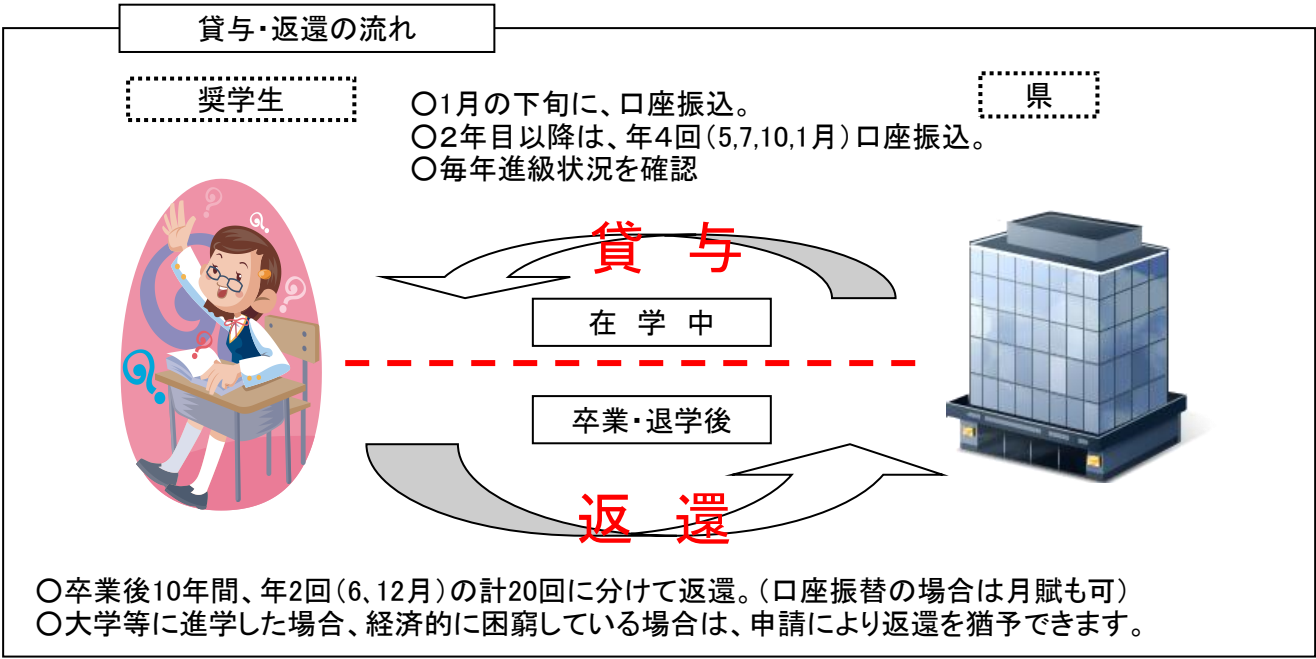 貸与・返還の流れ
奨学生
県
〇1月の下旬に、口座振込。
〇２年目以降は、年４回（5,7,10,1月）口座振込。
〇毎年進級状況を確認
貸　与
在　学　中
卒業・退学後
返　還
〇卒業後10年間、年2回（6、12月）の計20回に分けて返還。（口座振替の場合は月賦も可）
〇大学等に進学した場合、経済的に困窮している場合は、申請により返還を猶予できます。